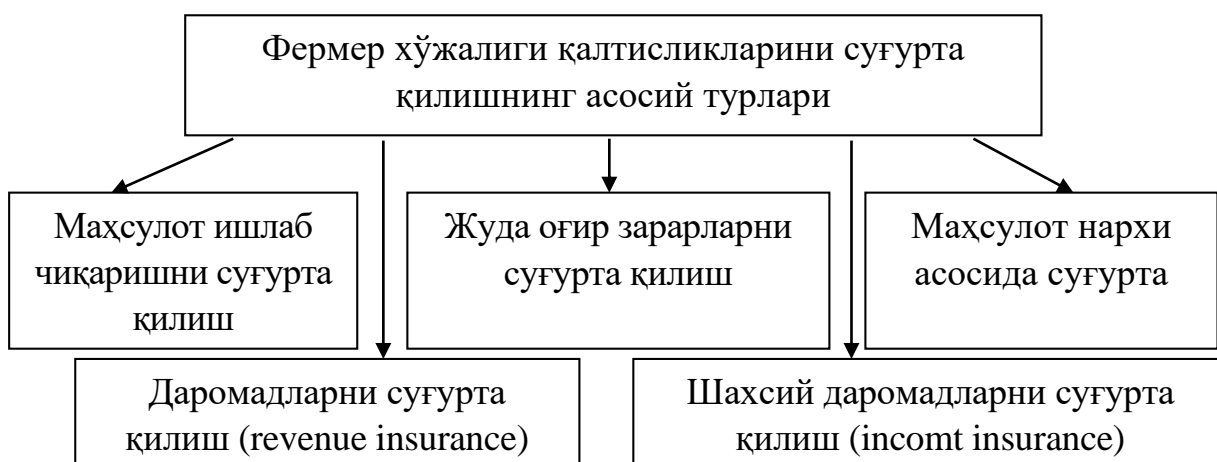 Фермер хўжалиги қалтисликларини суғурта
қилишнинг асосий турлари
Маҳсулот ишлаб
чиқаришни суғурта
қилиш
Жуда оғир зарарларни
суғурта қилиш
Маҳсулот нархи
асосида суғурта
Даромадларни суғурта
қилиш (revenue insurance)
Шахсий даромадларни суғурта
қилиш (incomt insurance)